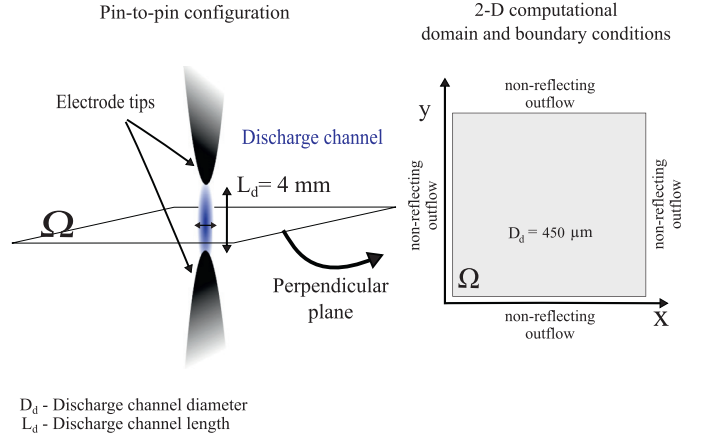 Pin-to-pin configuration
Electrode tips
Discharge channel
L_d= 4 mm
Ω
Perpendicular
plane
D_d - Discharge channel diameter
L_d - Discharge channel length
2-D computational
domain and boundary conditions
non-reflecting
outflow
y
non-reflecting
outflow
D_d = 450 μm
non-reflecting
outflow
Ω
x
non-reflecting
outflow